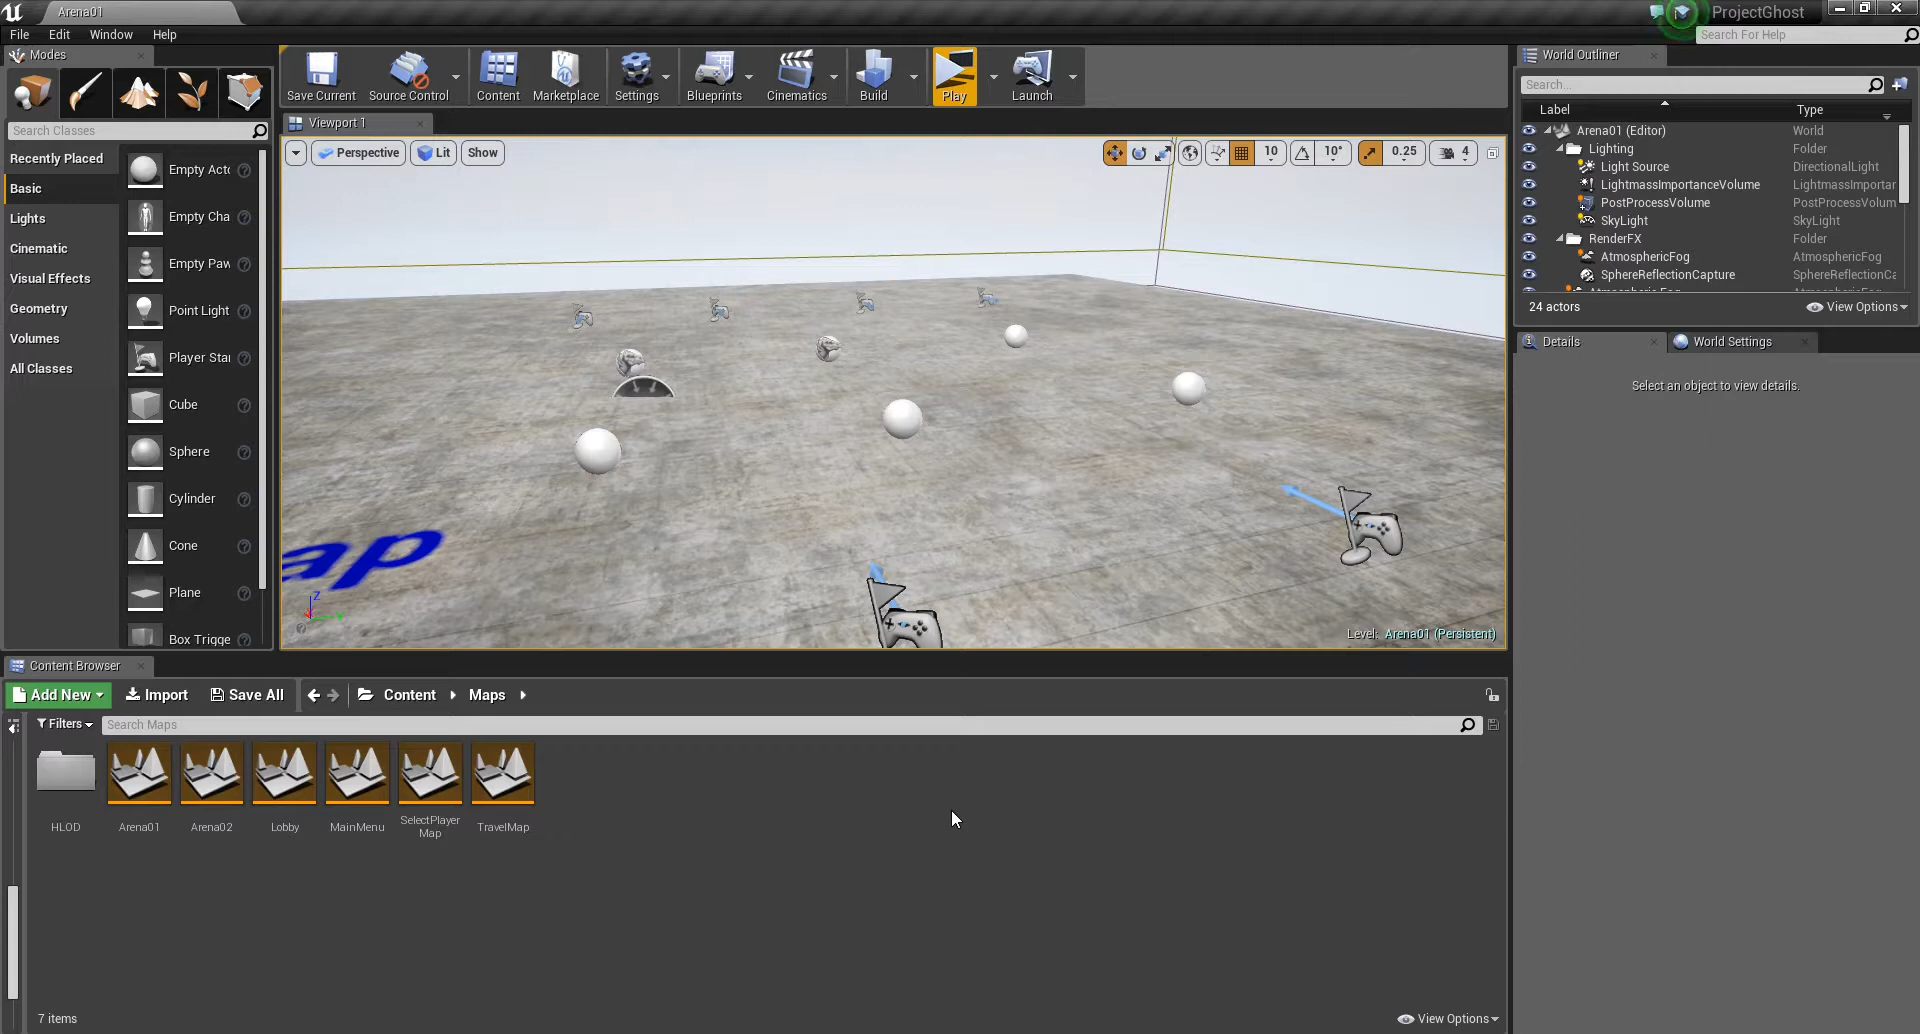 Arena01
ProjectGhost
File Edit Window Help
Search For Help
Modes
Save Current
Source Control
Content
Marketplace
Settings
Blueprints
Cinematics
Build
Play
Launch
World Outliner
Search...
Search Classes
Viewport 1
Label Type
Recently Placed
Basic
Lights
Cinematic
Visual Effects
Geometry
Volumes
All Classes
Empty Acto
Empty Cha
Empty Paw
Point Light
Player Star
Cube
Sphere
Cylinder
Cone
Plane
Box Trigge
Perspective Lit Show
10 10° 0.25 4
ap
Z
Level: Arena01 (Persistent)
Arena01 (Editor) World
Lighting Folder
Light Source DirectionalLight
LightmassImportanceVolume LightmassImportar
PostProcessVolume PostProcessVolum
SkyLight SkyLight
RenderFX Folder
AtmosphericFog AtmosphericFog
SphereReflectionCapture SphereReflectionCa
24 actors View Options
Details World Settings
Select an object to view details.
Content Browser
Add New Import Save All Content Maps
Filters Search Maps
HLOD
Arena01
Arena02
Lobby
MainMenu
SelectPlayer
Map
TravelMap
7 items View Options